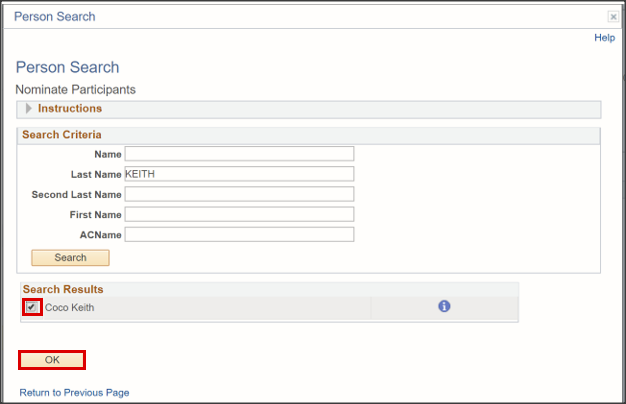 Person Search
Help
Person Search
Nominate Participants
Instructions
Search Criteria
Name
Last Name KEITH
Second Last Name
First Name
ACName
Search
Search Results
Coco Keith
OK
Return to Previous Page